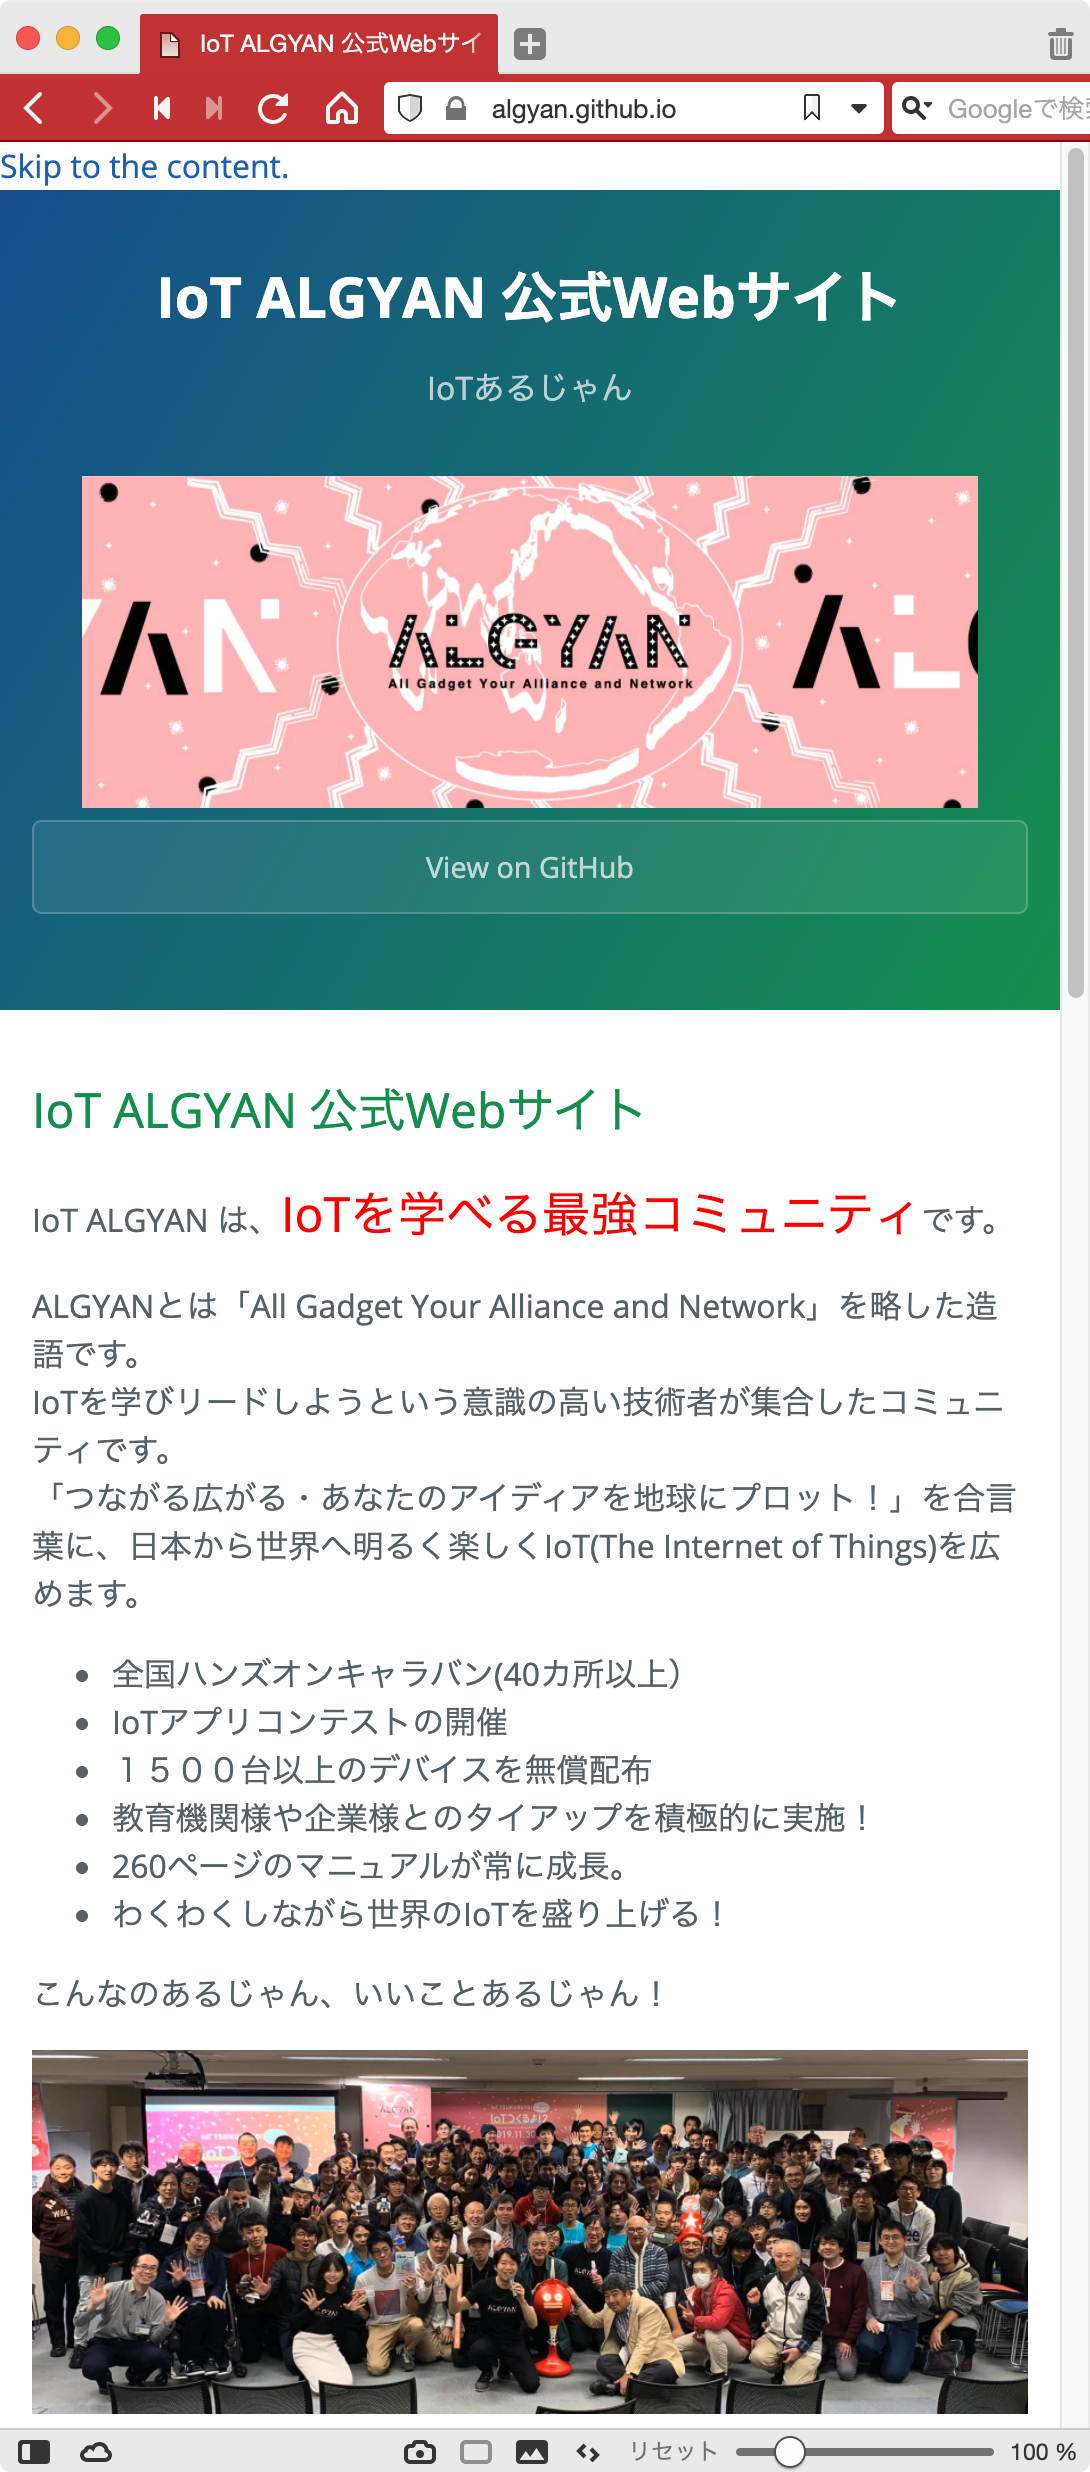 IoT ALGYAN 公式Webサイ
algyan.github.io
Googleで検
Skip to the content.
IoT ALGYAN 公式Webサイト
IoTあるじゃん
ALGYAN
All Gadget Your Alliance and Network
View on GitHub
IoT ALGYAN 公式Webサイト
IoT ALGYAN は、IoTを学べる最強コミュニティです。
ALGYANとは「All Gadget Your Alliance and Network」を略した造
語です。
IoTを学びリードしようという意識の高い技術者が集合したコミュニ
ティです。
「つながる広がる・あなたのアイディアを地球にプロット！」を合言
葉に、日本から世界へ明るく楽しくIoT(The Internet of Things)を広
めます。
全国ハンズオンキャラバン(40カ所以上）
IoTアプリコンテストの開催
１５００台以上のデバイスを無償配布
教育機関様や企業様とのタイアップを積極的に実施！
260ページのマニュアルが常に成長。
わくわくしながら世界のIoTを盛り上げる！
こんなのあるじゃん、いいことあるじゃん！
ALGYAN
IoTつくるよ!2
2019.11.30
ALGYAN
リセット
100 %